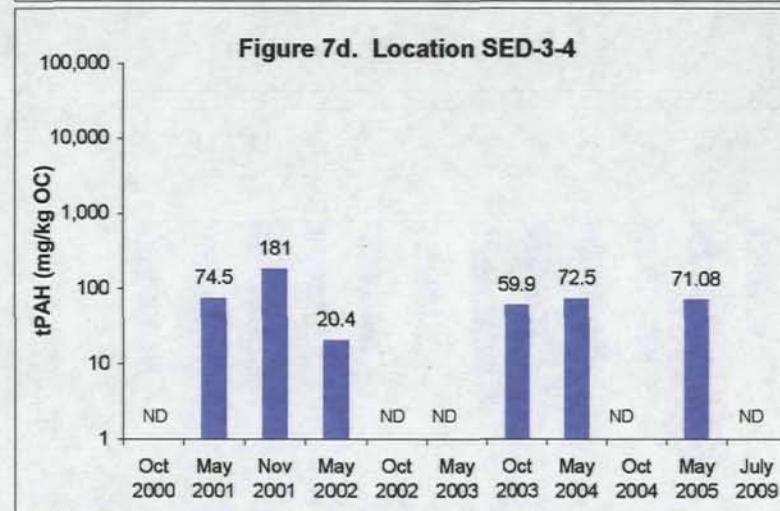 Figure 7d. Location SED-3-4
tPAH (mg/kg OC)
100,000
10,000
1,000
100
10
1
ND
74.5
181
20.4
ND
ND
59.9
72.5
ND
71.08
ND
Oct May Nov May Oct May Oct May Oct May July
2000 2001 2001 2002 2002 2003 2003 2004 2004 2005 2009